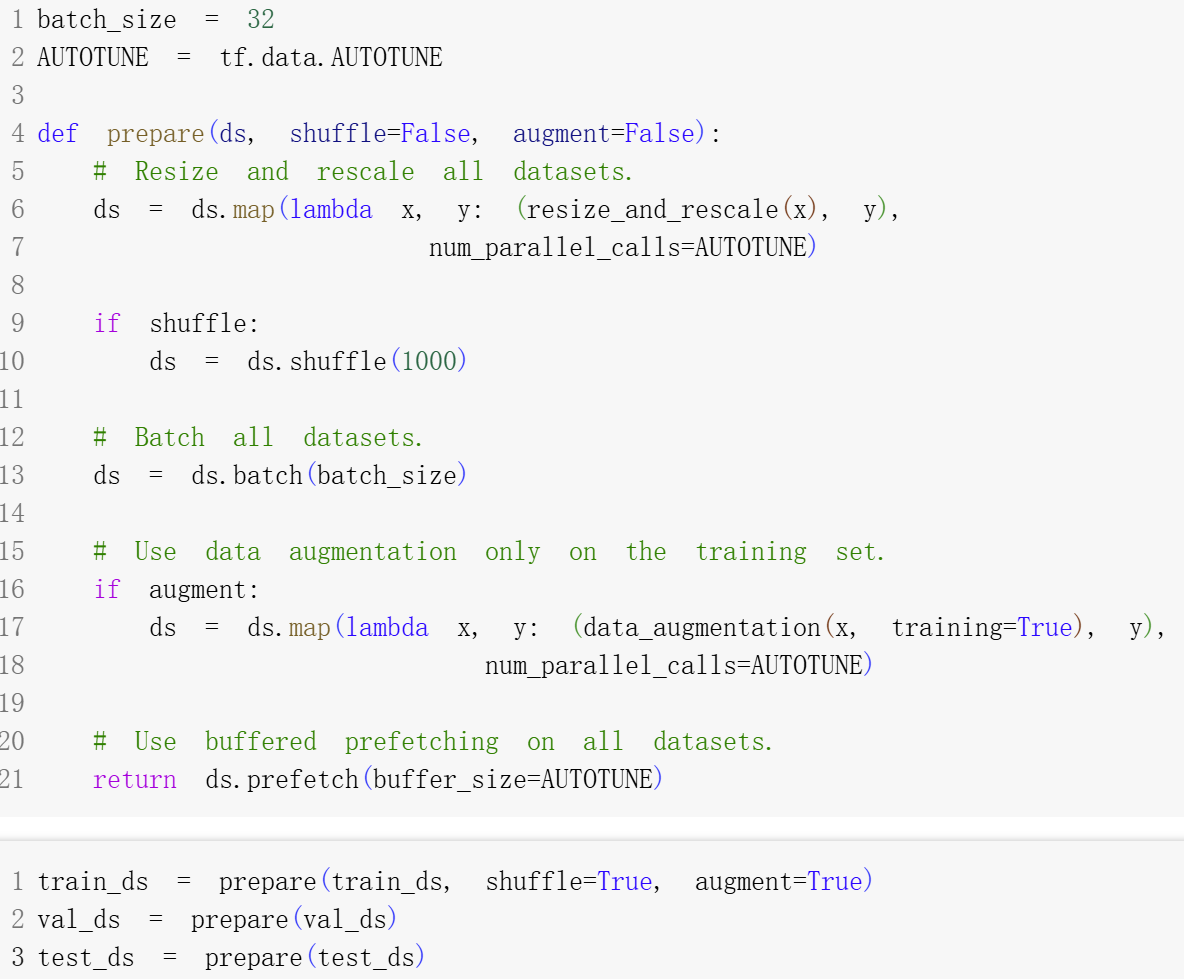 1 batch_size = 32
2 AUTOTUNE = tf.data.AUTOTUNE
3
4 def prepare(ds, shuffle=False, augment=False):
5     # Resize and rescale all datasets.
6     ds = ds.map(lambda x, y: (resize_and_rescale(x), y),
7                             num_parallel_calls=AUTOTUNE)
8
9     if shuffle:
10         ds = ds.shuffle(1000)
11
12     # Batch all datasets.
13     ds = ds.batch(batch_size)
14
15     # Use data augmentation only on the training set.
16     if augment:
17         ds = ds.map(lambda x, y: (data_augmentation(x, training=True), y),
18                                 num_parallel_calls=AUTOTUNE)
19
20     # Use buffered prefetching on all datasets.
21     return ds.prefetch(buffer_size=AUTOTUNE)
1 train_ds = prepare(train_ds, shuffle=True, augment=True)
2 val_ds = prepare(val_ds)
3 test_ds = prepare(test_ds)